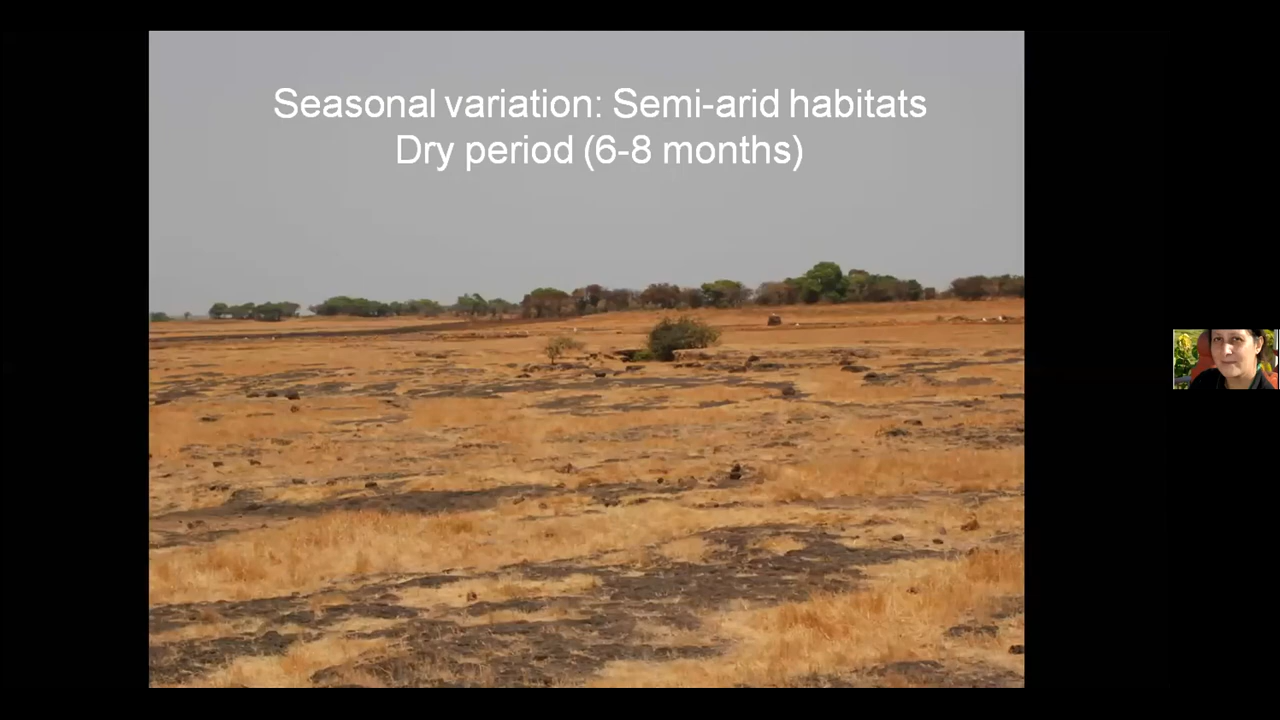 Seasonal variation: Semi-arid habitats
Dry period (6-8 months)